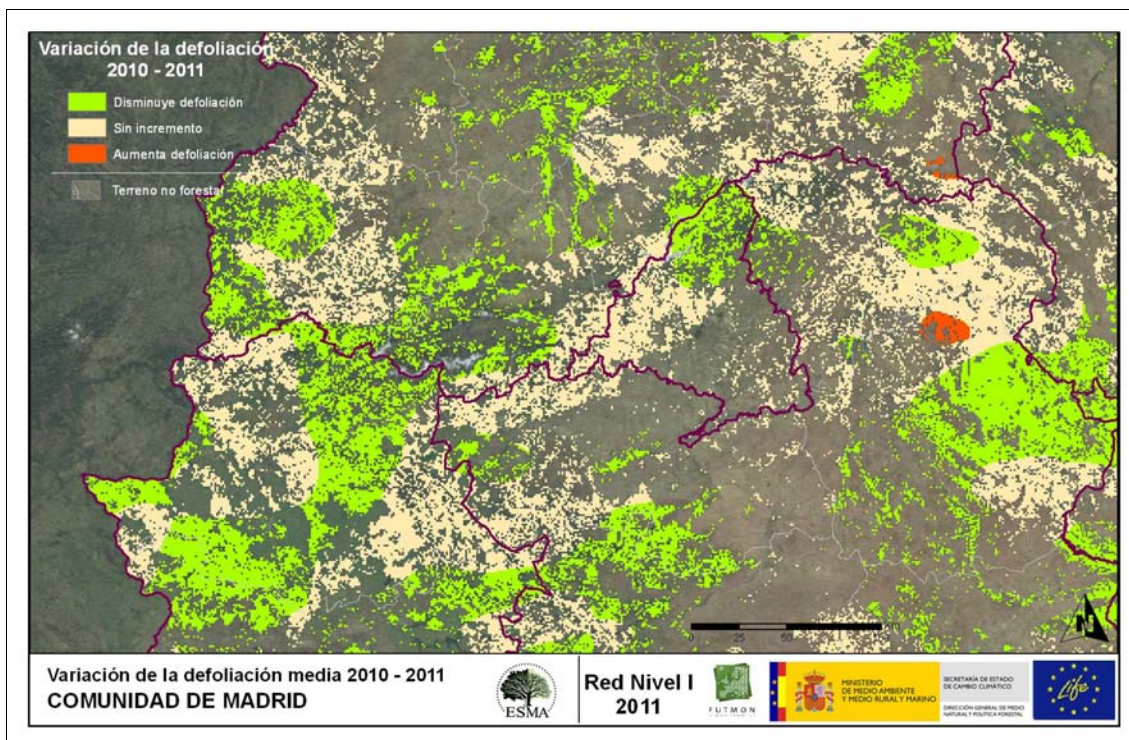 Variación de la defoliación
2010 - 2011
Disminuye defoliación
Sin incremento
Aumenta defoliación
Terreno no forestal
0 25 50
N
Variación de la defoliación media 2010 - 2011
COMUNIDAD DE MADRID
ESMA
Red Nivel I
2011
FUTMON
MINISTERIO
DE MEDIO AMBIENTE
Y MEDIO RURAL Y MARINO
SECRETARÍA DE ESTADO
DE CAMBIO CLIMÁTICO
DIRECCIÓN GENERAL DE MEDIO
NATURAL Y POLÍTICA FORESTAL
Life